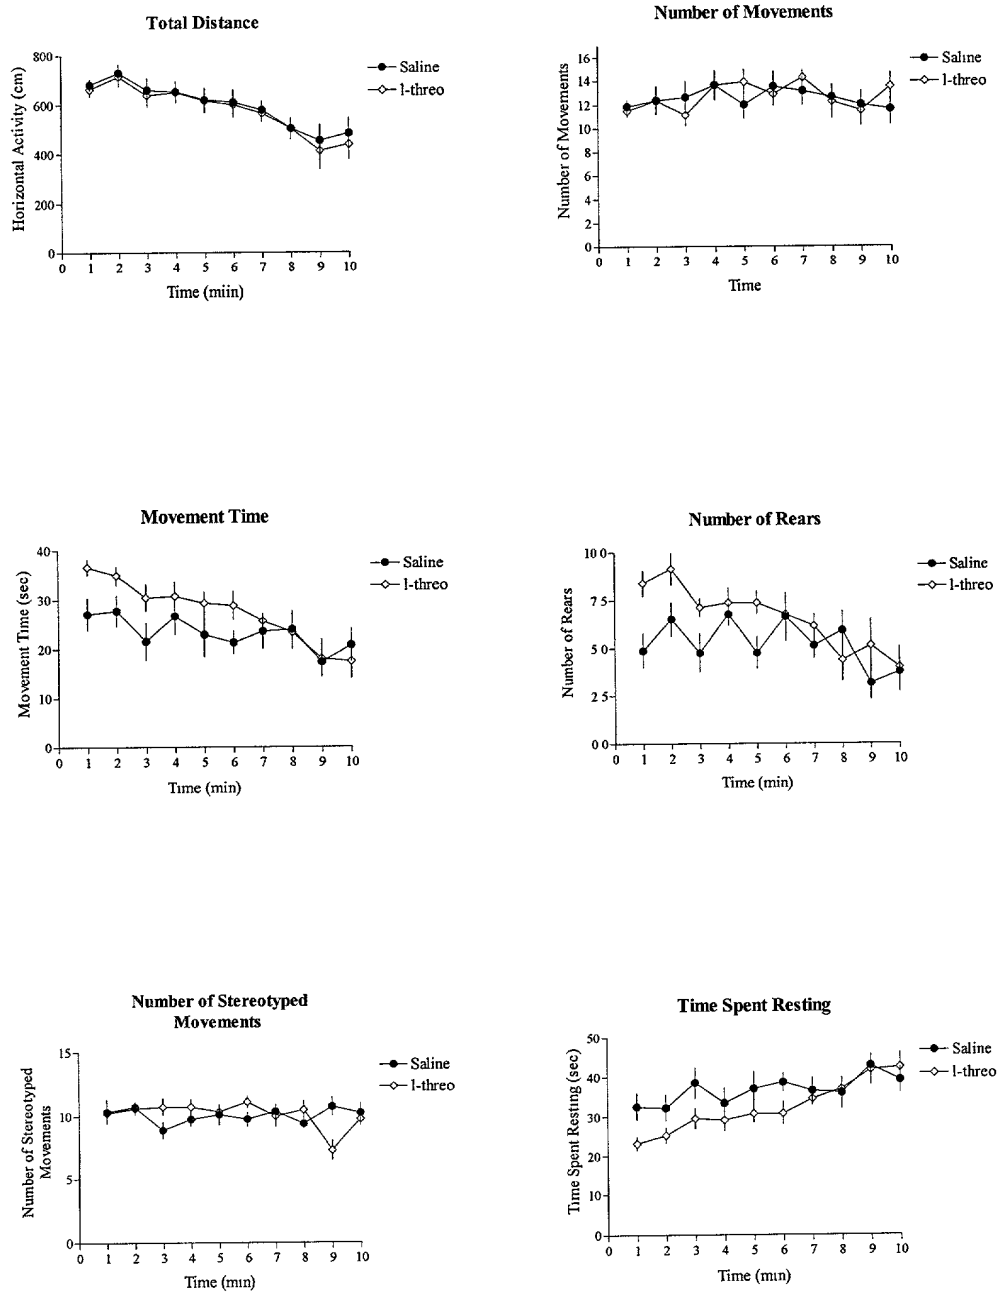 Total Distance
Horizontal Activity (cm)
800
600
400
200
0
0 1 2 3 4 5 6 7 8 9 10
Time (miin)
Saline
l-threo
Number of Movements
Number of Movements
16
14
12
10
8
6
4
2
0
0 1 2 3 4 5 6 7 8 9 10
Time
Saline
l-threo
Movement Time
Movement Time (sec)
40
30
20
10
0
0 1 2 3 4 5 6 7 8 9 10
Time (min)
Saline
l-threo
Number of Rears
Number of Rears
10 0
7.5
5.0
2 5
0 0
0 1 2 3 4 5 6 7 8 9 10
Time (min)
Saline
l-threo
Number of Stereotyped
Movements
Number of Stereotyped
Movements
15
10
5
0
0 1 2 3 4 5 6 7 8 9 10
Time (min)
Saline
l-threo
Time Spent Resting
Time Spent Resting (sec)
50
40
30
20
10
0
0 1 2 3 4 5 6 7 8 9 10
Time (min)
Saline
l-threo